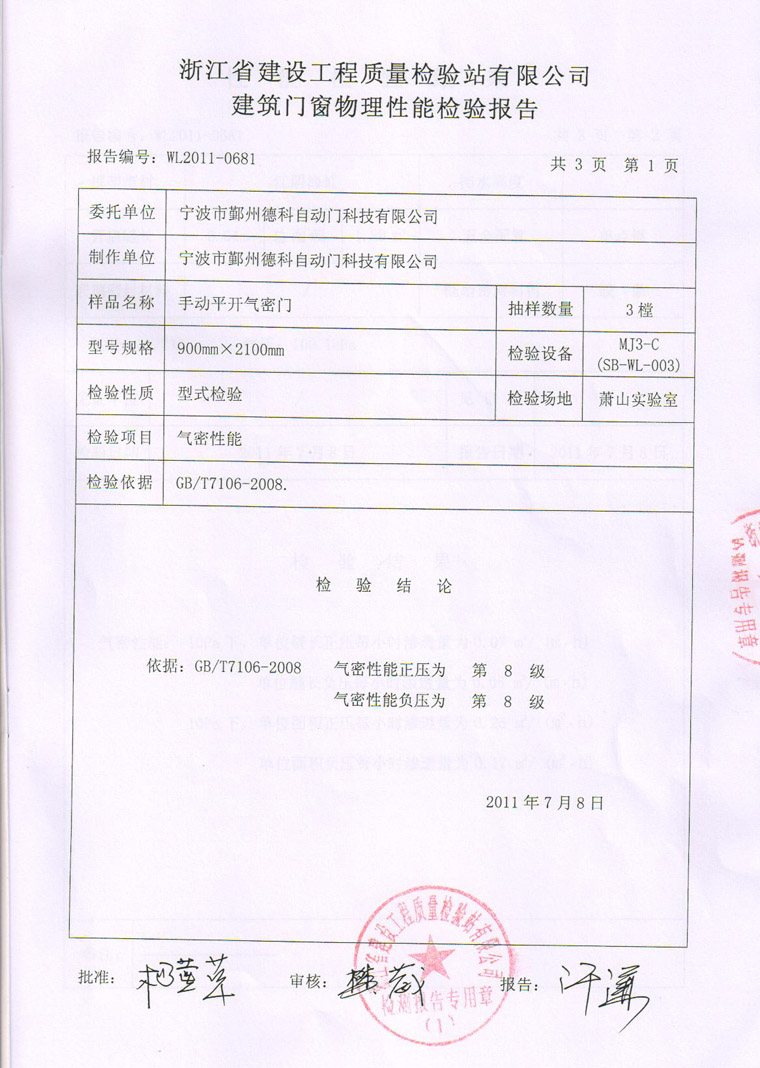 浙江省建设工程质量检验站有限公司
建筑门窗物理性能检验报告
报告编号：WL2011-0681
共 3 页 第 1 页
委托单位 宁波市鄞州德科自动门科技有限公司
制作单位 宁波市鄞州德科自动门科技有限公司
样品名称 手动平开气密门 抽样数量 3 樘
型号规格 900mm×2100mm 检验设备 MJ3-C
(SB-WL-003)
检验性质 型式检验 检验场地 萧山实验室
检验项目 气密性能
检验依据 GB/T7106-2008.
检 验 结 论
依据：GB/T7106-2008 气密性能正压为 第 8 级
气密性能负压为 第 8 级
2011 年 7 月 8 日
浙江省建设工程质量检验站有限公司
检测报告专用章
(1)
批准：
审核：
报告：
检测报告专用章